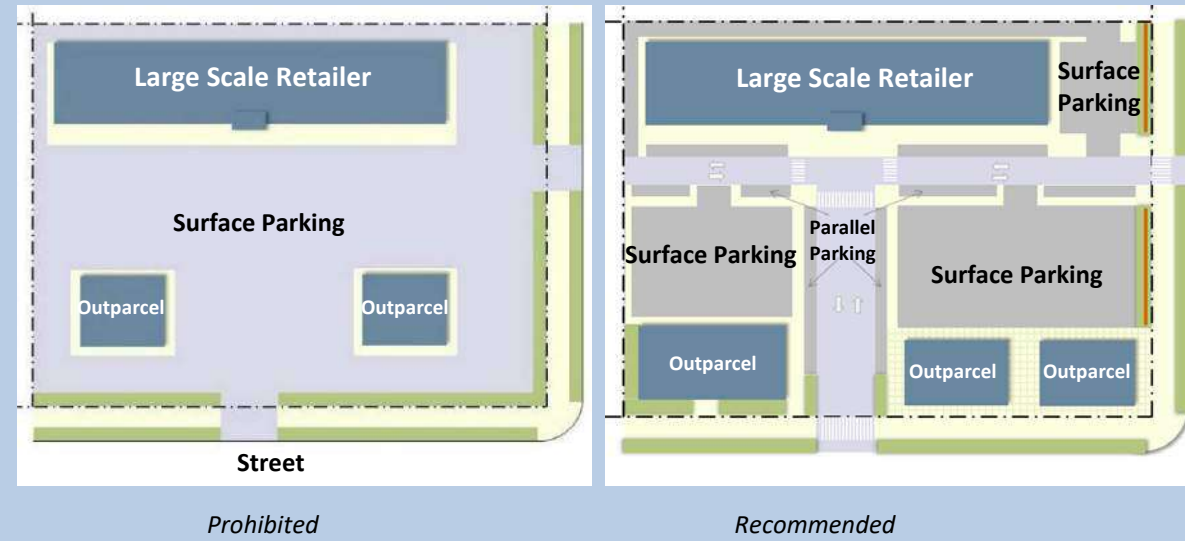 Large Scale Retailer
Surface Parking
Outparcel
Outparcel
Street
Prohibited
Large Scale Retailer
Surface
Parking
Parallel
Parking
Surface Parking
Surface Parking
Outparcel
Outparcel
Outparcel
Recommended